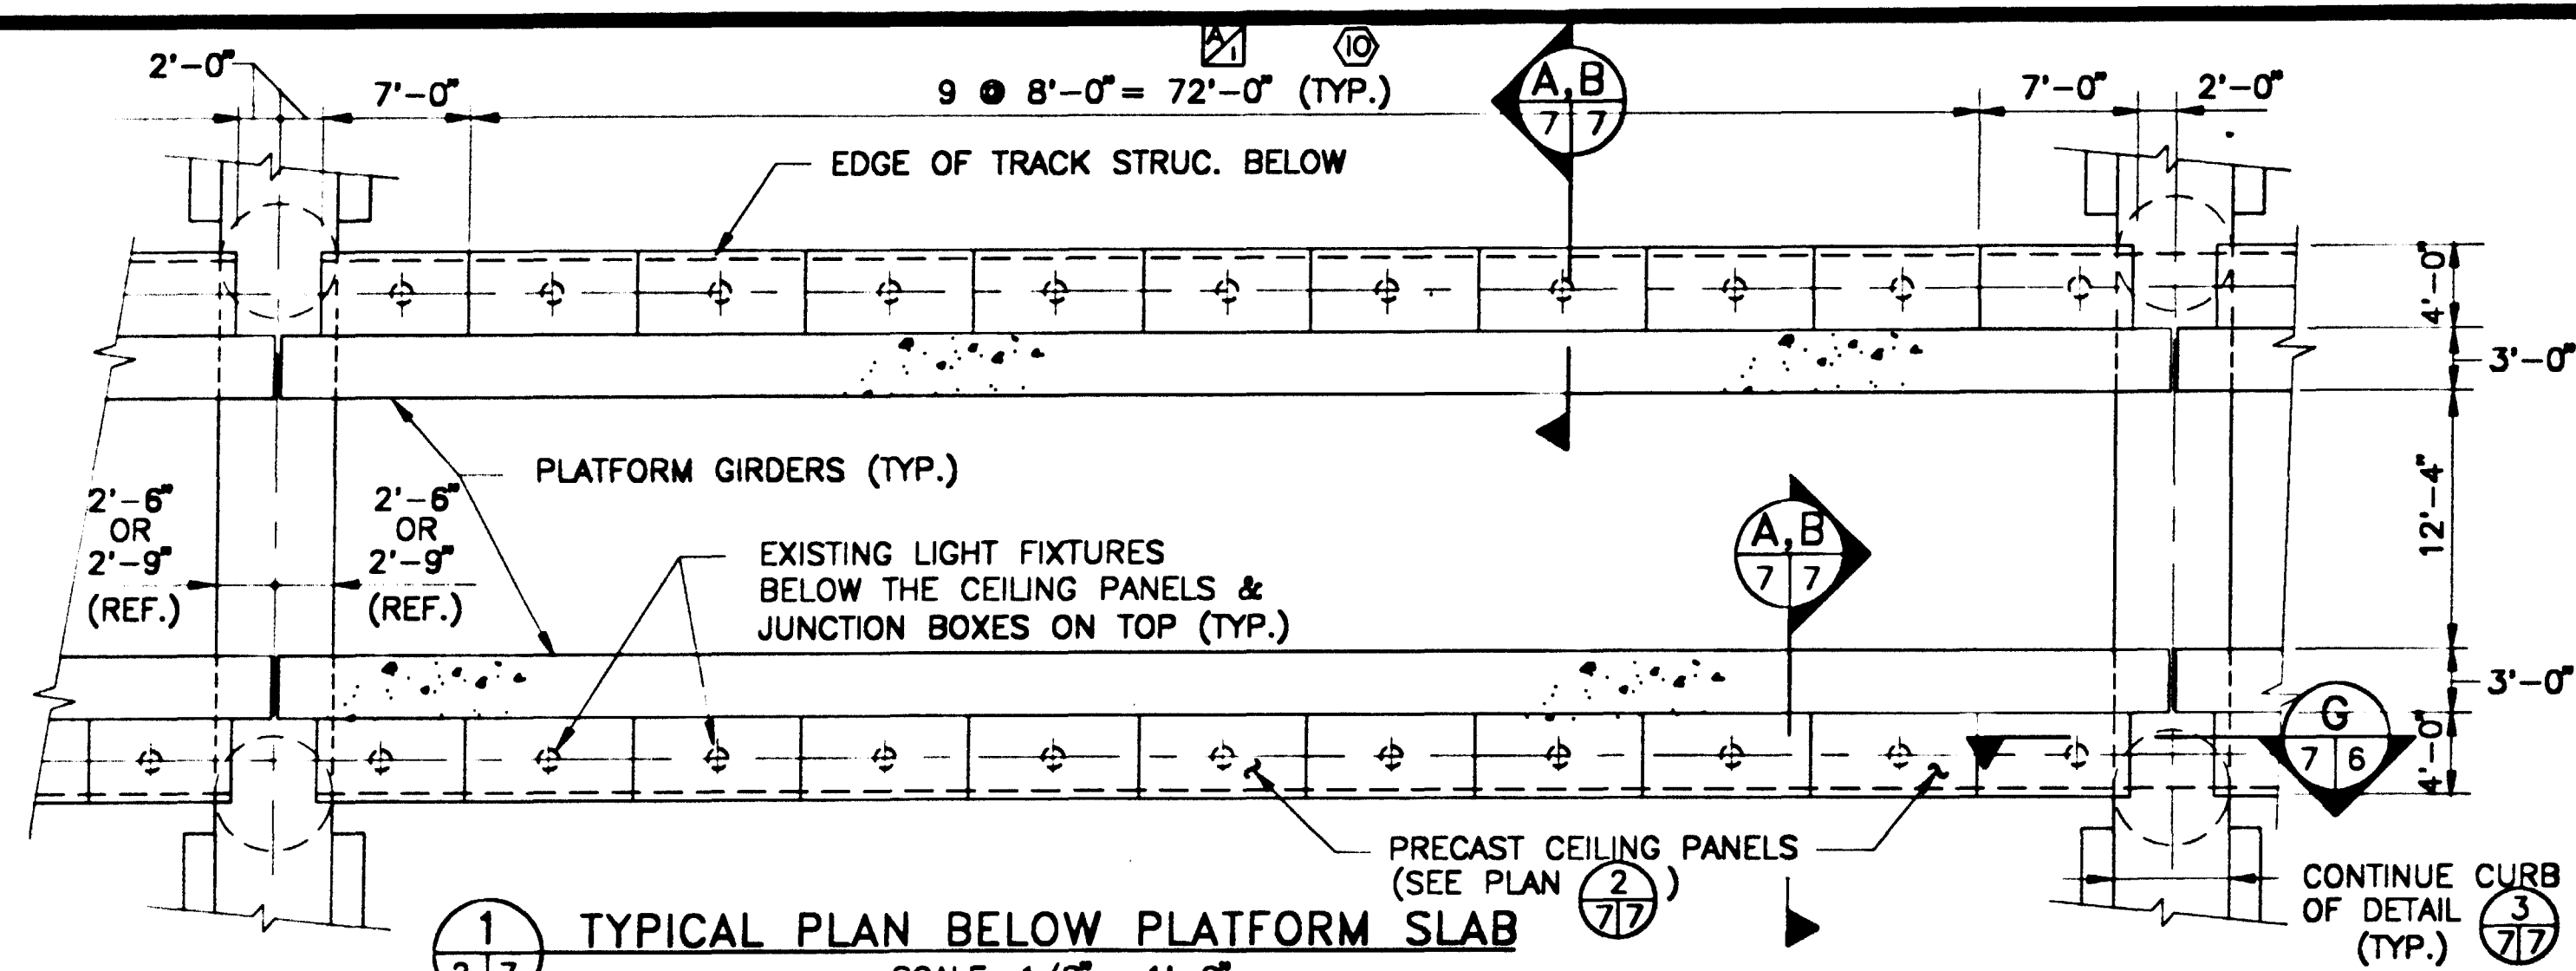 A/1
10
2'-0"
7'-0"
9 @ 8'-0"= 72'-0" (TYP.)
A,B
7 7
7'-0"
2'-0"
EDGE OF TRACK STRUC. BELOW
4'-0"
3'-0"
PLATFORM GIRDERS (TYP.)
12'-4"
2'-6"
OR
2'-9"
(REF.)
2'-6"
OR
2'-9"
(REF.)
EXISTING LIGHT FIXTURES
BELOW THE CEILING PANELS &
JUNCTION BOXES ON TOP (TYP.)
A,B
7 7
3'-0"
G
7 6
4'-0"
PRECAST CEILING PANELS
(SEE PLAN 2 )
7 7
CONTINUE CURB
OF DETAIL 3
7 7
(TYP.)
1
TYPICAL PLAN BELOW PLATFORM SLAB